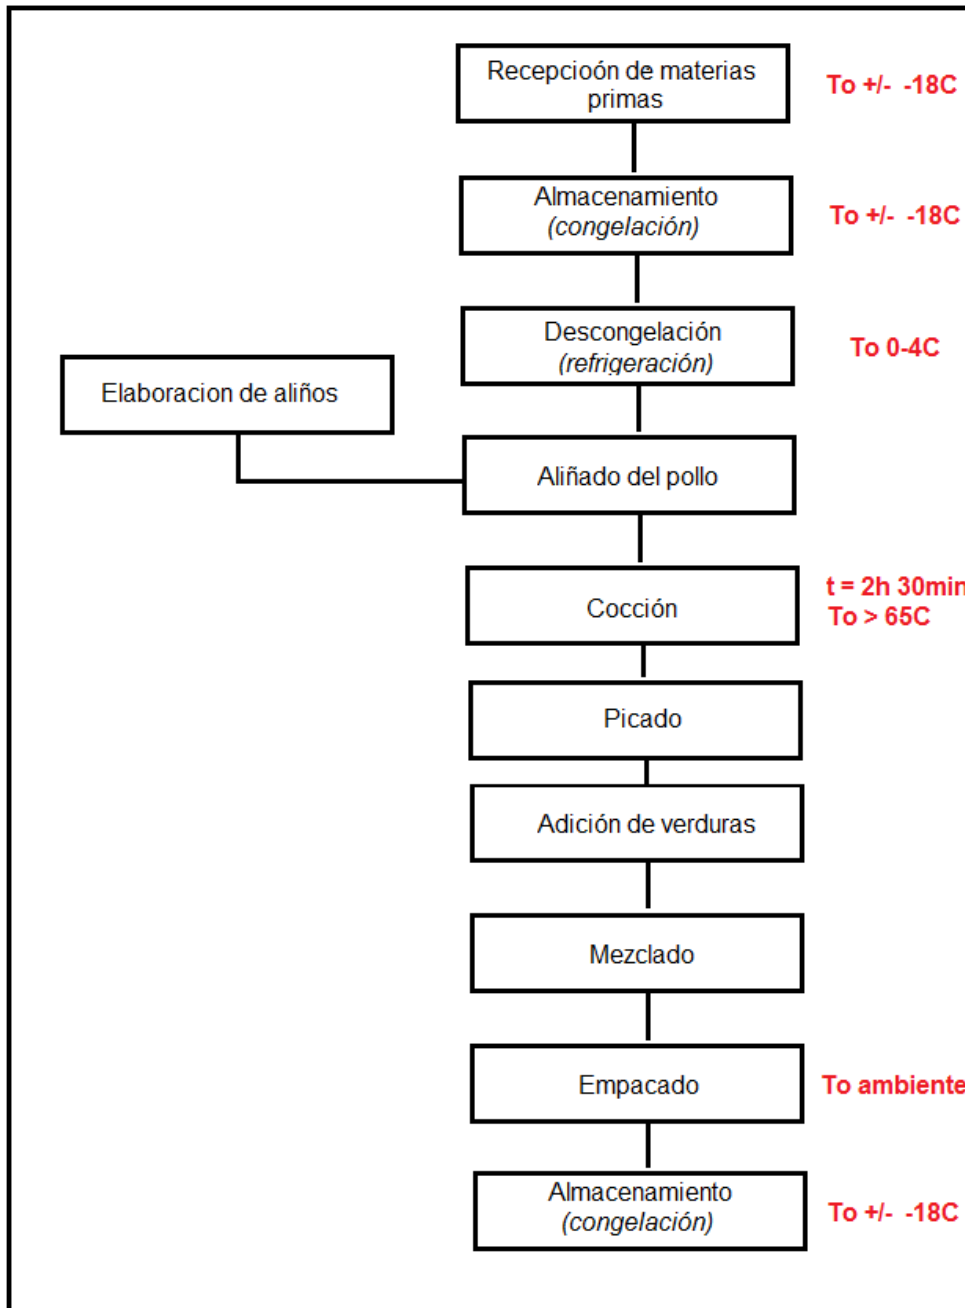 Recepcioón de materias
primas
To +/-  -18C
Almacenamiento
(congelación)
To +/-  -18C
Descongelación
(refrigeración)
To 0-4C
Elaboracion de aliños
Aliñado del pollo
Cocción
t = 2h 30min
To > 65C
Picado
Adición de verduras
Mezclado
Empacado
To ambiente
Almacenamiento
(congelación)
To +/-  -18C